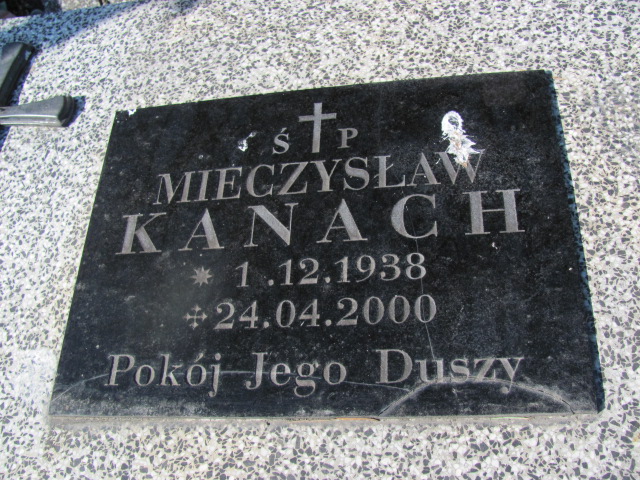 Ś P
MIECZYSŁAW
KANACH
1.12.1938
24.04.2000
Pokój Jego Duszy